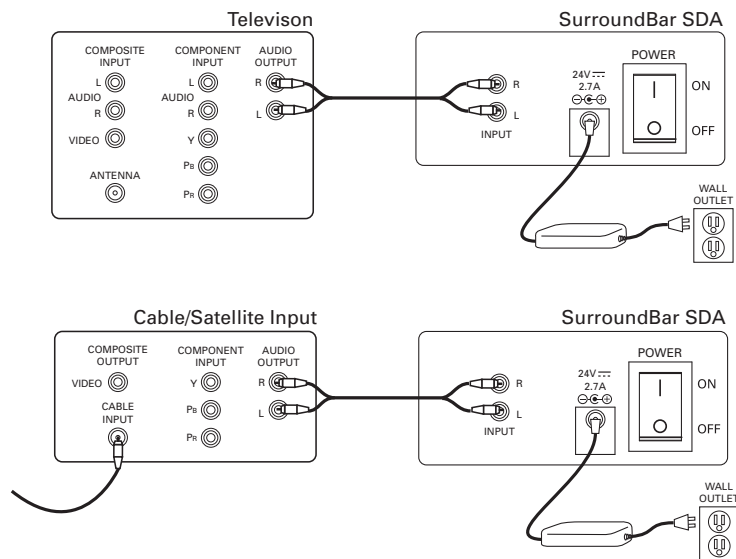 Televison
SurroundBar SDA
COMPOSITE
INPUT
COMPONENT
INPUT
AUDIO
OUTPUT
L
AUDIO
R
VIDEO
ANTENNA
L
AUDIO
R
Y
PB
PR
R
L
R
L
INPUT
24V
2.7A
POWER
ON
OFF
WALL
OUTLET
Cable/Satellite Input
SurroundBar SDA
COMPOSITE
OUTPUT
COMPONENT
INPUT
AUDIO
OUTPUT
VIDEO
CABLE
INPUT
Y
PB
PR
R
L
R
L
INPUT
24V
2.7A
POWER
ON
OFF
WALL
OUTLET